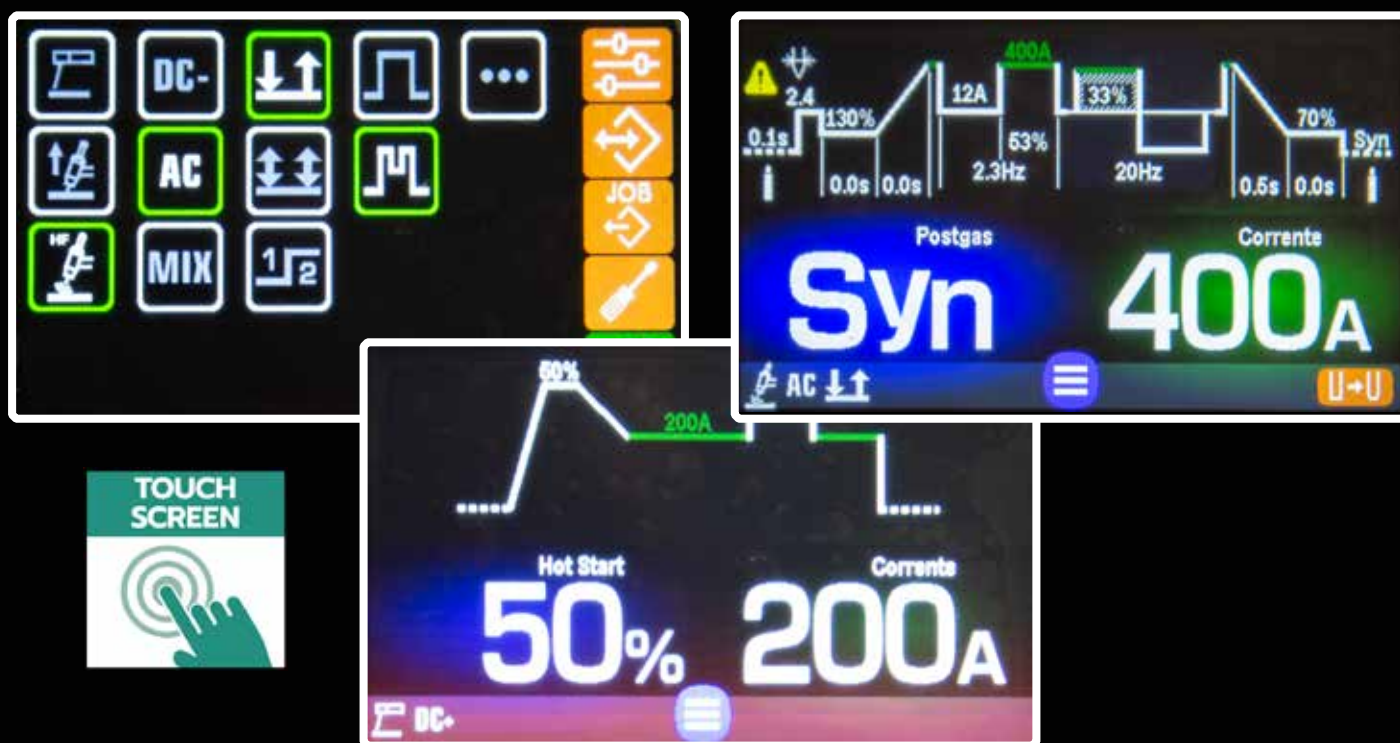 DC-
AC
HF
MIX
1 2
JOB
400A
2.4
12A
33%
130%
70%
0.1s
53%
Syn
2.3Hz
20Hz
0.0s
0.0s
0.5s
0.0s
Postgas
Corrente
Syn
400A
AC
U→U
50%
200A
Hot Start
Corrente
50%
200A
DC+
TOUCH
SCREEN